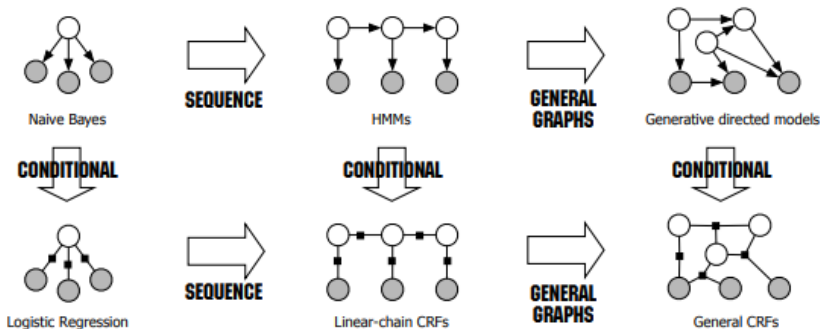 SEQUENCE
GENERAL
GRAPHS
Naive Bayes
HMMs
Generative directed models
CONDITIONAL
CONDITIONAL
CONDITIONAL
SEQUENCE
GENERAL
GRAPHS
Logistic Regression
Linear-chain CRFs
General CRFs